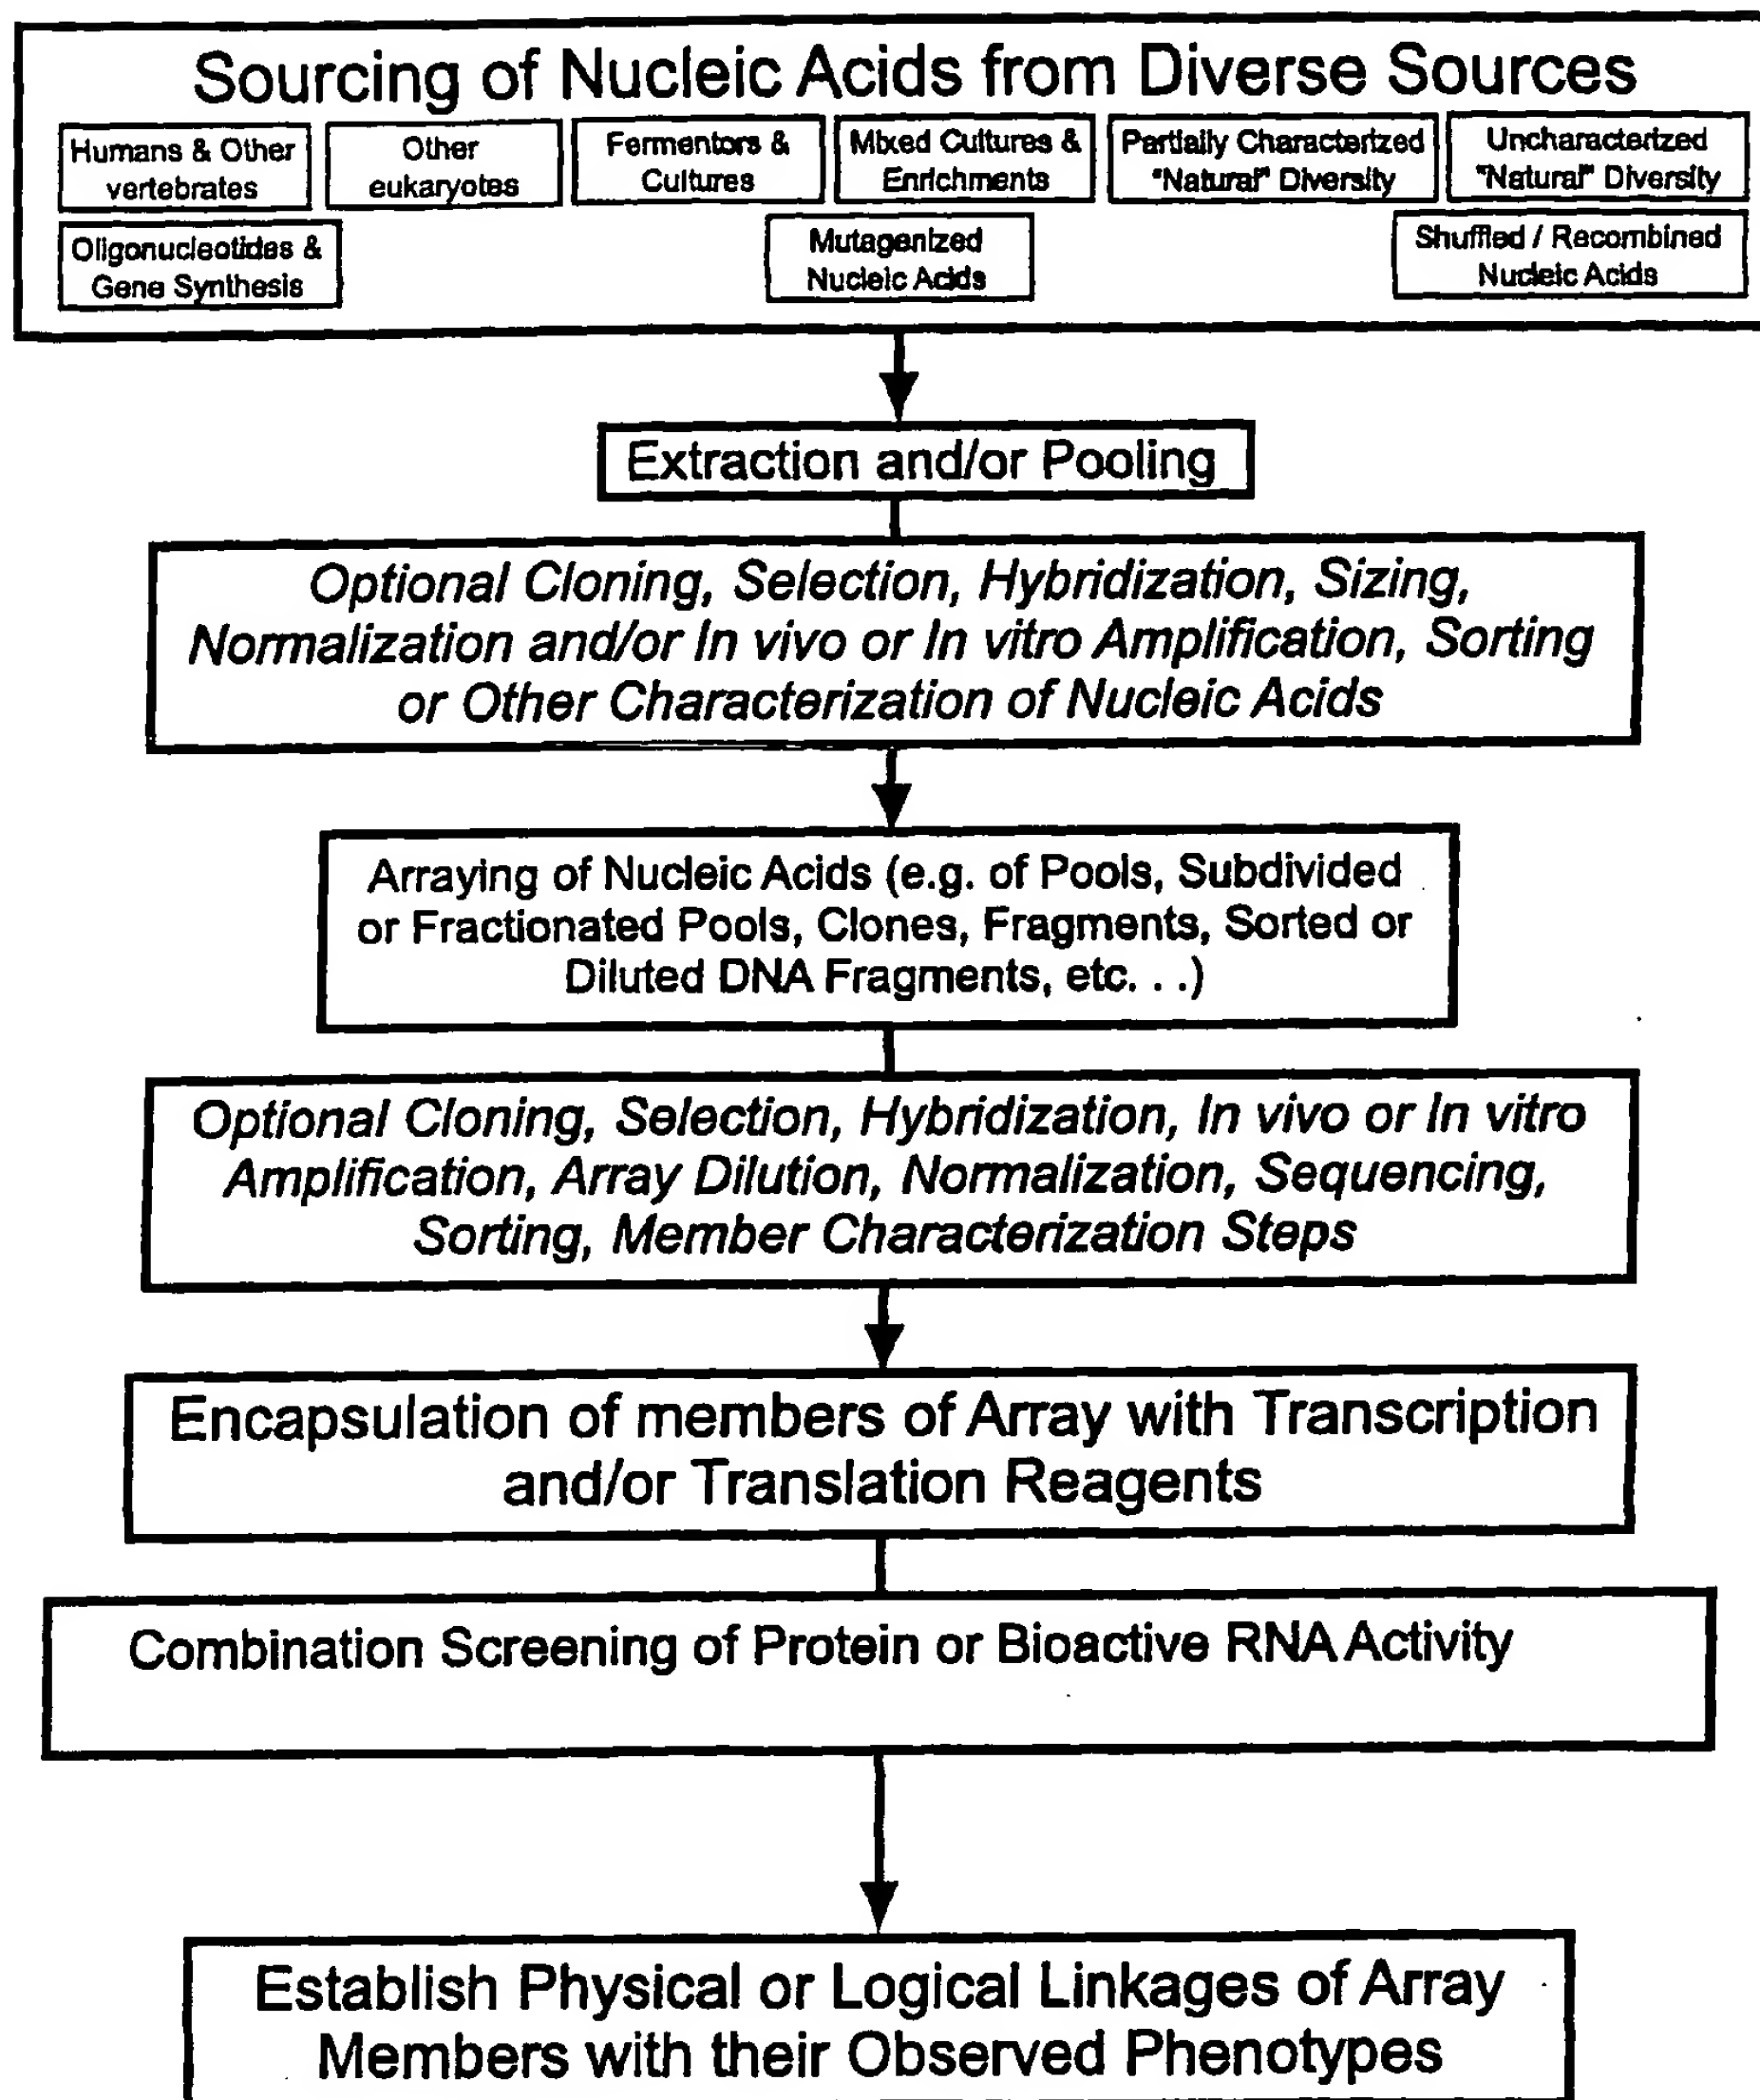 Sourcing of Nucleic Acids from Diverse Sources
Humans & Other
vertebrates
Other
eukaryotes
Fermentors &
Cultures
Mixed Cultures &
Enrichments
Partially Characterized
"Natural" Diversity
Uncharacterized
"Natural" Diversity
Oligonucleotides &
Gene Synthesis
Mutagenized
Nucleic Acids
Shuffled / Recombined
Nucleic Acids
Extraction and/or Pooling
Optional Cloning, Selection, Hybridization, Sizing,
Normalization and/or In vivo or In vitro Amplification, Sorting
or Other Characterization of Nucleic Acids
Arraying of Nucleic Acids (e.g. of Pools, Subdivided
or Fractionated Pools, Clones, Fragments, Sorted or
Diluted DNA Fragments, etc. . .)
Optional Cloning, Selection, Hybridization, In vivo or In vitro
Amplification, Array Dilution, Normalization, Sequencing,
Sorting, Member Characterization Steps
Encapsulation of members of Array with Transcription
and/or Translation Reagents
Combination Screening of Protein or Bioactive RNA Activity
Establish Physical or Logical Linkages of Array
Members with their Observed Phenotypes